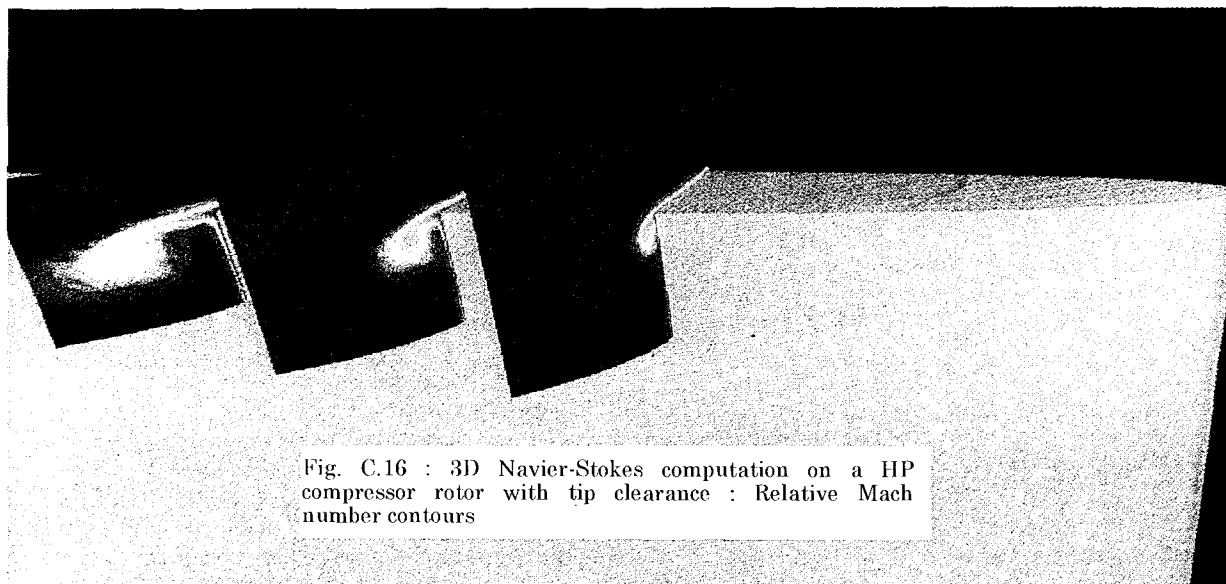 Fig. C.16 : 3D Navier-Stokes computation on a HP
compressor rotor with tip clearance : Relative Mach
number contours